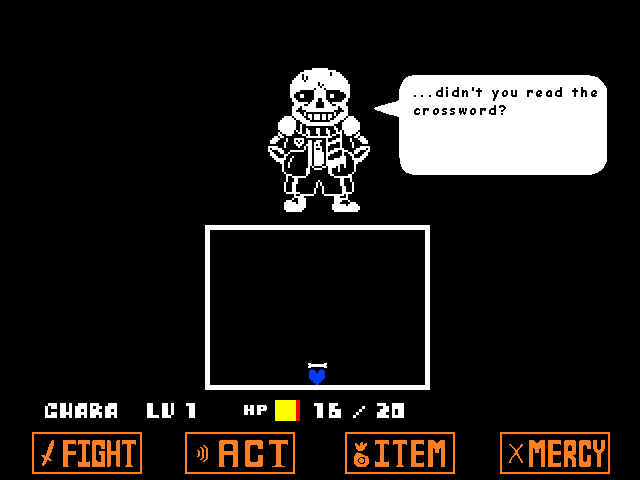 ...didn't you read the
crossword?
CHARA LV 1 HP 16 / 20
FIGHT ACT ITEM MERCY